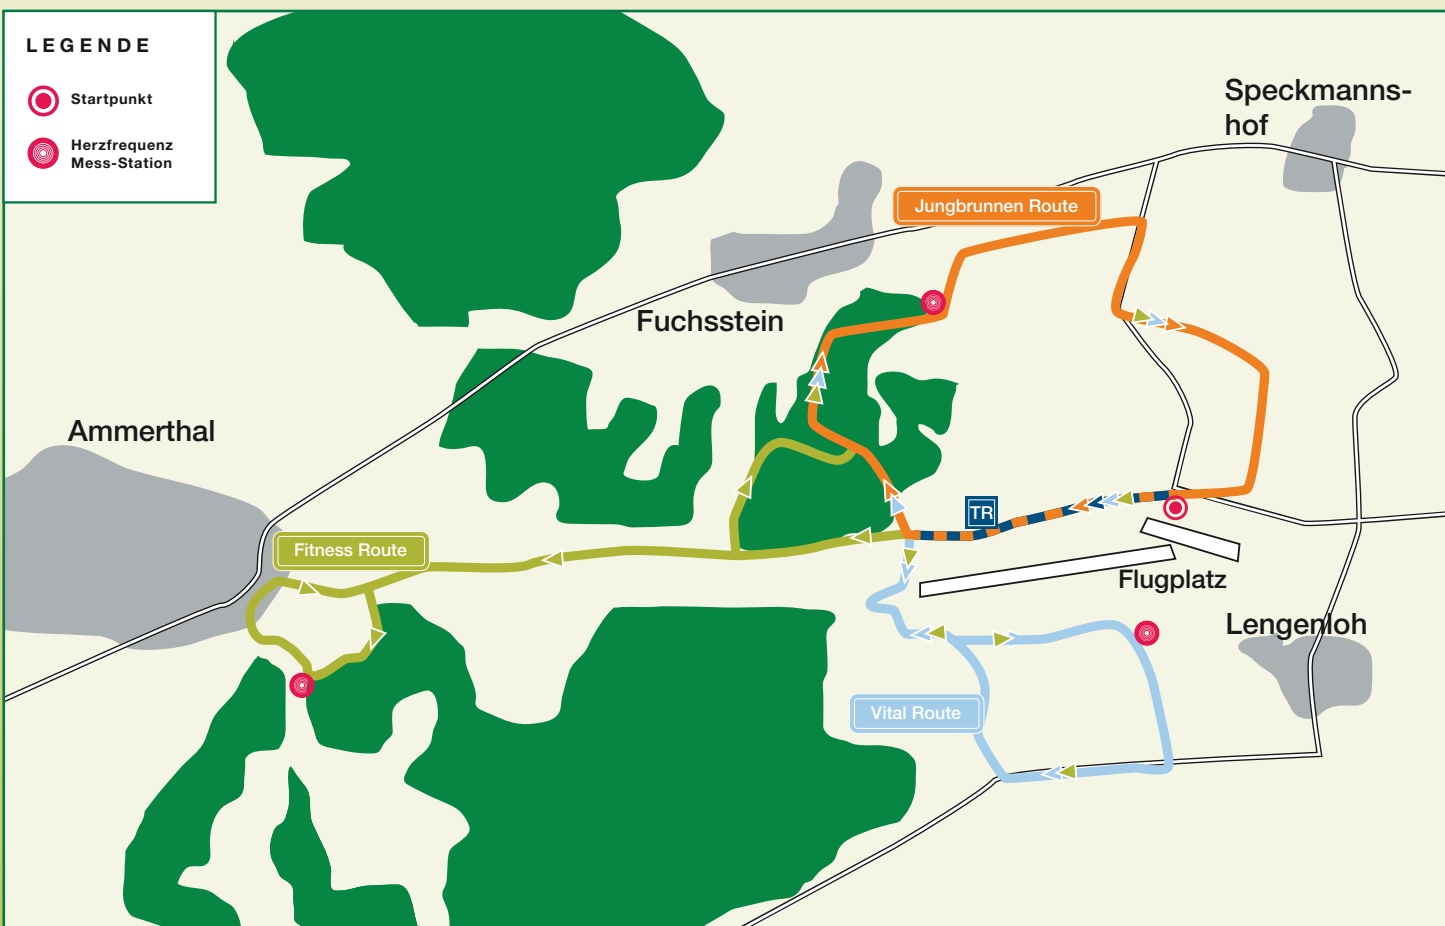 LEGENDE
Startpunkt
Herzfrequenz
Mess-Station
Speckmanns-
hof
Jungbrunnen Route
Fuchsstein
Ammerthal
TR
Fitness Route
Flugplatz
Lengenloh
Vital Route